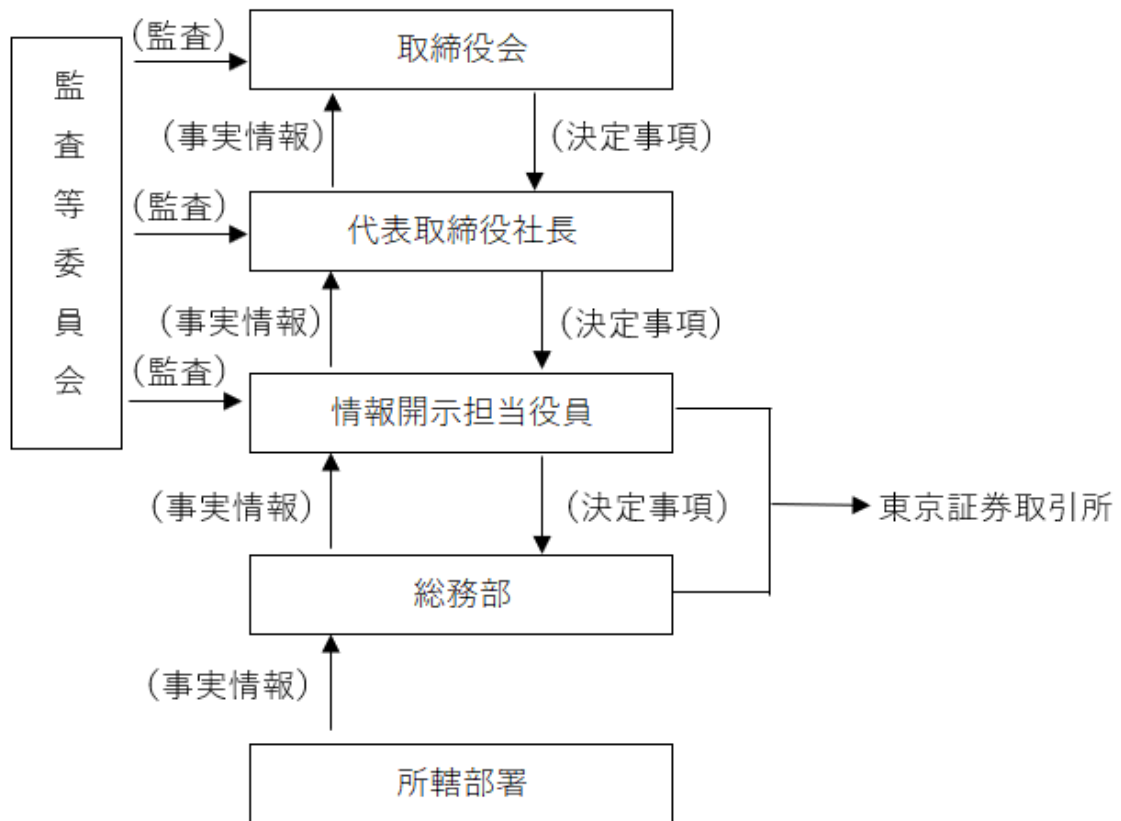 監査等委員会
(監査)
取締役会
(事実情報)
(決定事項)
(監査)
代表取締役社長
(事実情報)
(決定事項)
(監査)
情報開示担当役員
(事実情報)
(決定事項)
東京証券取引所
総務部
(事実情報)
所轄部署